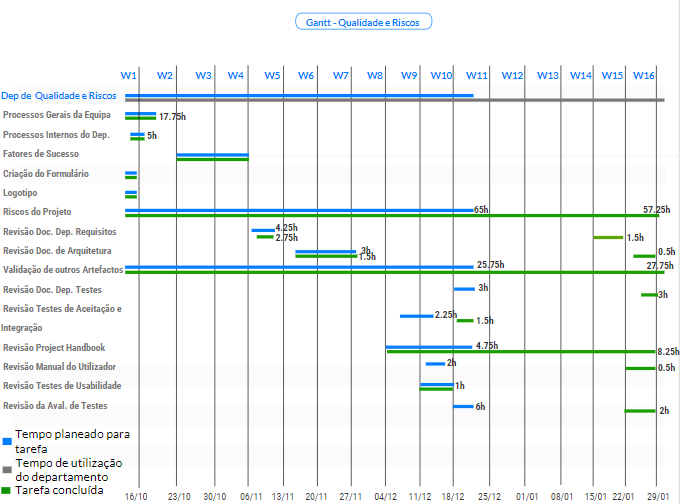 Gantt - Qualidade e Riscos
W1 W2 W3 W4 W5 W6 W7 W8 W9 W10 W11 W12 W13 W14 W15 W16
Dep de Qualidade e Riscos
Processos Gerais da Equipa 17.75h
Processos Internos do Dep. 5h
Fatores de Sucesso
Criação do Formulário
Logotipo
Riscos do Projeto 65h 57.25h
Revisão Doc. Dep. Requisitos 4.25h 2.75h 1.5h
Revisão Doc. de Arquitetura 3h 1.5h 0.5h
Validação de outros Artefactos 25.75h 27.75h
Revisão Doc. Dep. Testes 3h 3h
Revisão Testes de Aceitação e
Integração 2.25h 1.5h
Revisão Project Handbook 4.75h 8.25h
Revisão Manual do Utilizador 2h 0.5h
Revisão Testes de Usabilidade 1h
Revisão da Aval. de Testes 6h 2h
Tempo planeado para
tarefa
Tempo de utilização
do departamento
Tarefa concluída
16/10 23/10 30/10 06/11 13/11 20/11 27/11 04/12 11/12 18/12 25/12 01/01 08/01 15/01 22/01 29/01